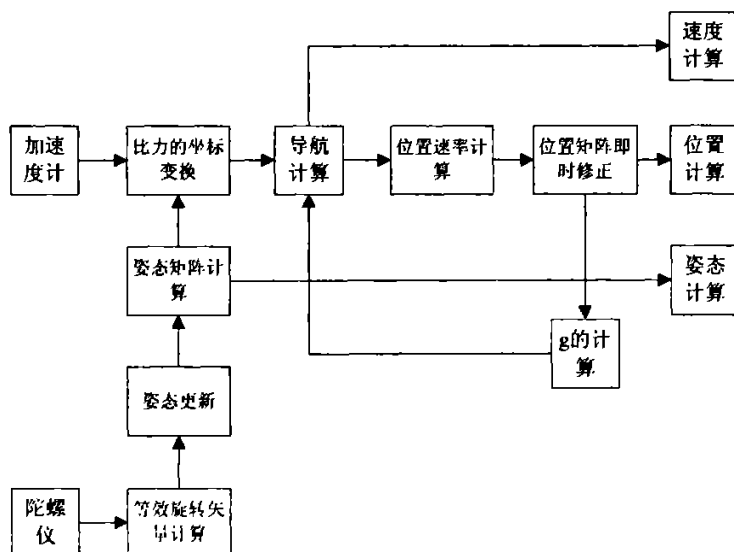 速度
计算
加速
度计
比力的坐标
变换
导航
计算
位置速率计
算
位置矩阵即
时修正
位置
计算
姿态矩阵计
算
姿态
计算
g的计
算
姿态更新
陀螺
仪
等效旋转矢
量计算